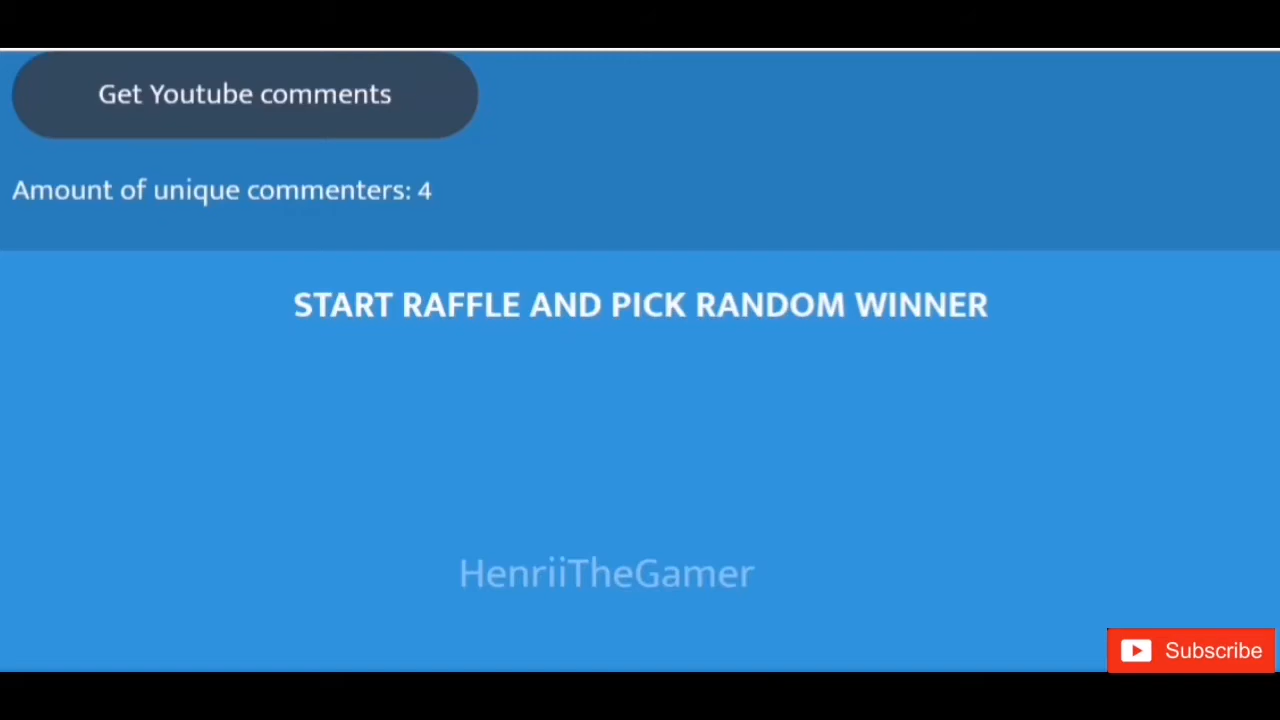 Get Youtube comments
Amount of unique commenters: 4
START RAFFLE AND PICK RANDOM WINNER
HenriiTheGamer
Subscribe